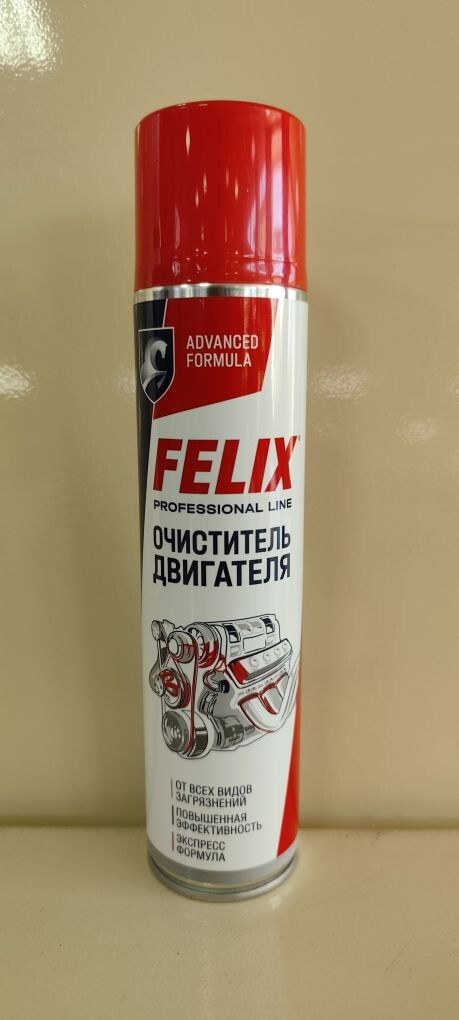 ADVANCED
FORMULA
FELIX®
PROFESSIONAL LINE
ОЧИСТИТЕЛЬ
ДВИГАТЕЛЯ
ОТ ВСЕХ ВИДОВ
ЗАГРЯЗНЕНИЙ
ПОВЫШЕННАЯ
ЭФФЕКТИВНОСТЬ
ЭКСПРЕСС
ФОРМУЛА